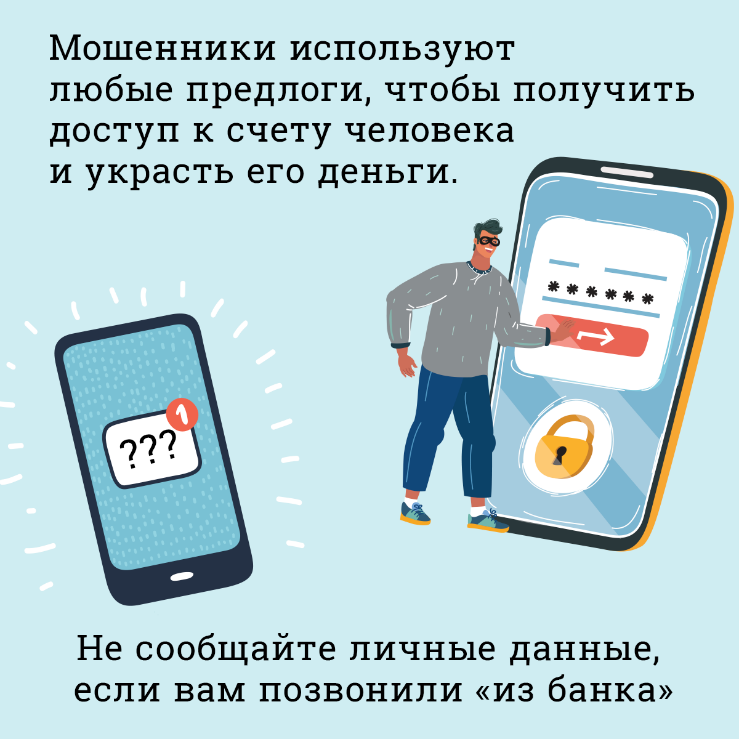 Мошенники используют
любые предлоги, чтобы получить
доступ к счету человека
и украсть его деньги.
******
1
???
Не сообщайте личные данные,
если вам позвонили «из банка»